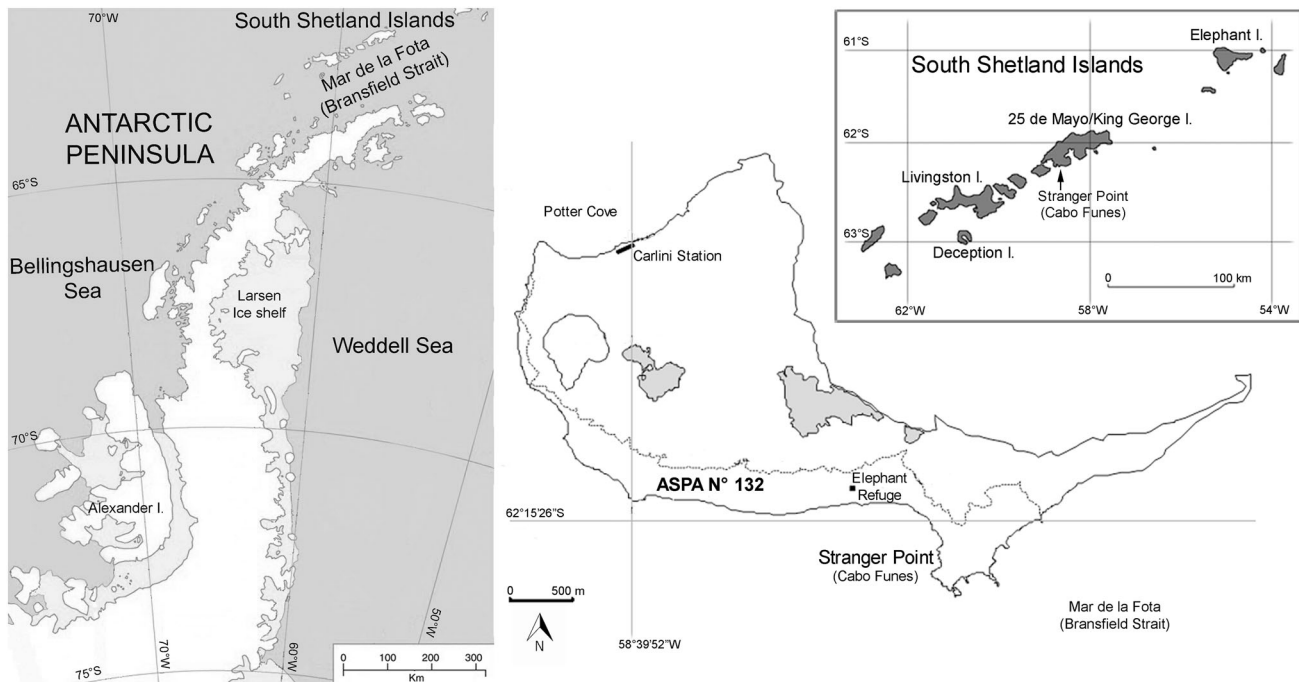 70°W
South Shetland Islands
Mar de la Fota
(Bransfield Strait)
ANTARCTIC
PENINSULA
65°S
Bellingshausen
Sea
Larsen
Ice shelf
Weddell Sea
70°S
Alexander I.
70°W
60°W
50°W
75°S
0 100 200 300
Km
Potter Cove
Carlini Station
ASPA N° 132
Elephant
Refuge
62°15'26"S
Stranger Point
(Cabo Funes)
0 500 m
N
58°39'52"W
Mar de la Fota
(Bransfield Strait)
Elephant I.
61°S
South Shetland Islands
25 de Mayo/King George I.
62°S
Livingston I.
Stranger Point
(Cabo Funes)
63°S
Deception I.
0 100 km
62°W
58°W
54°W